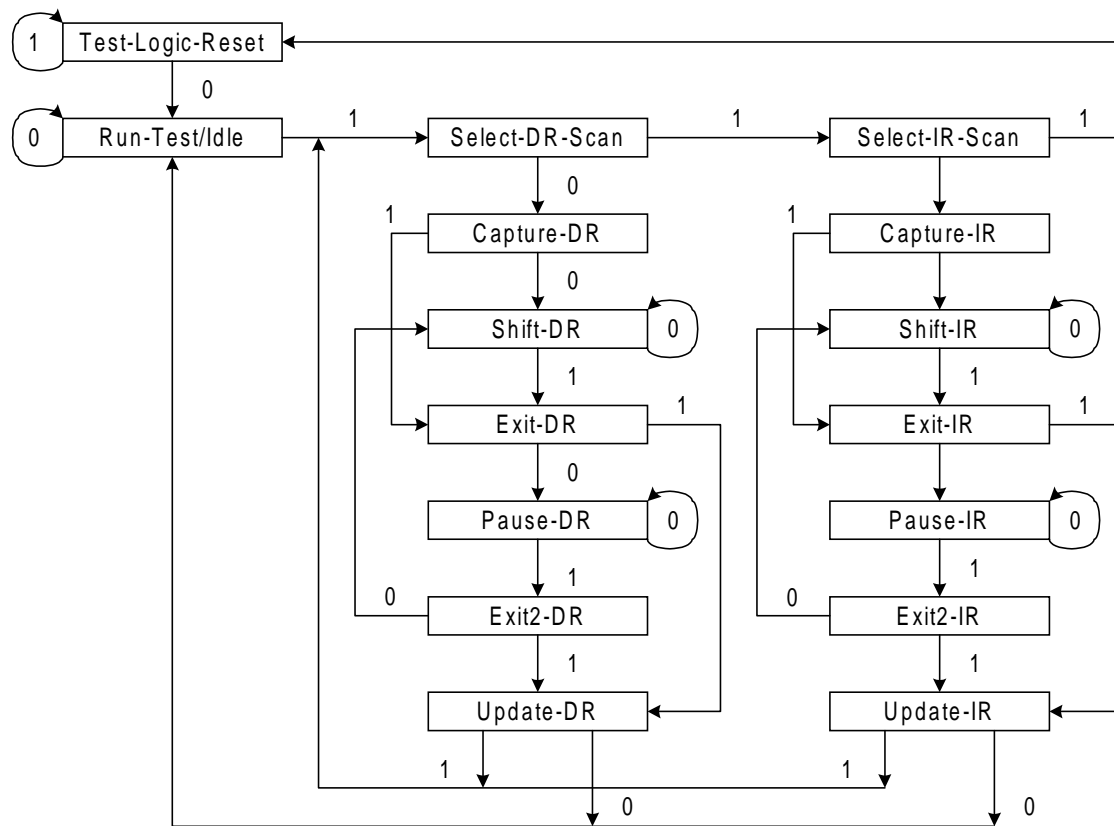 1 Test-Logic-Reset
0
0 Run-Test/Idle 1 Select-DR-Scan 1 Select-IR-Scan 1
0
1 Capture-DR 1 Capture-IR
0
Shift-DR 0 Shift-IR 0
1 1
Exit-DR 1 Exit-IR 1
0
Pause-DR 0 Pause-IR 0
1 1
0 Exit2-DR 0 Exit2-IR
1 1
Update-DR Update-IR
1 1
0 0